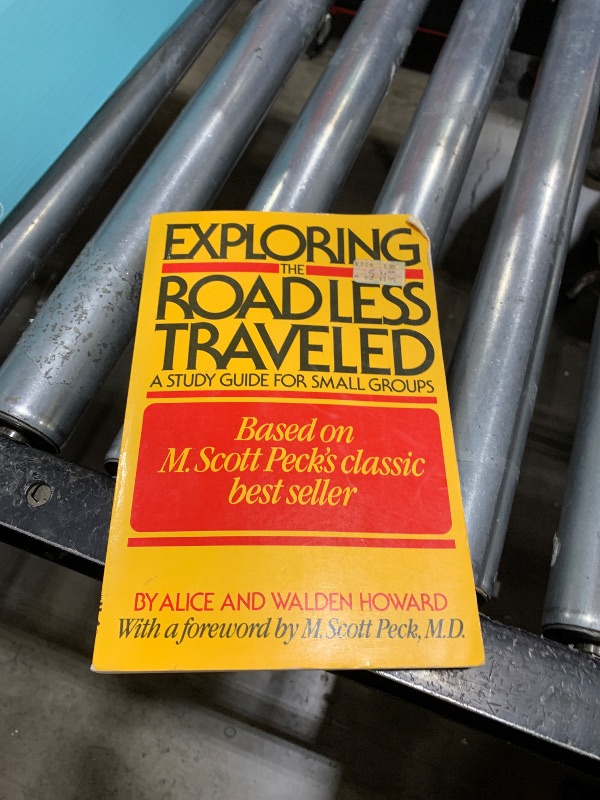 EXPLORING
THE
ROAD LESS
TRAVELED
A STUDY GUIDE FOR SMALL GROUPS
Based on
M. Scott Peck's classic
best seller
BY ALICE AND WALDEN HOWARD
With a foreword by M. Scott Peck, M.D.